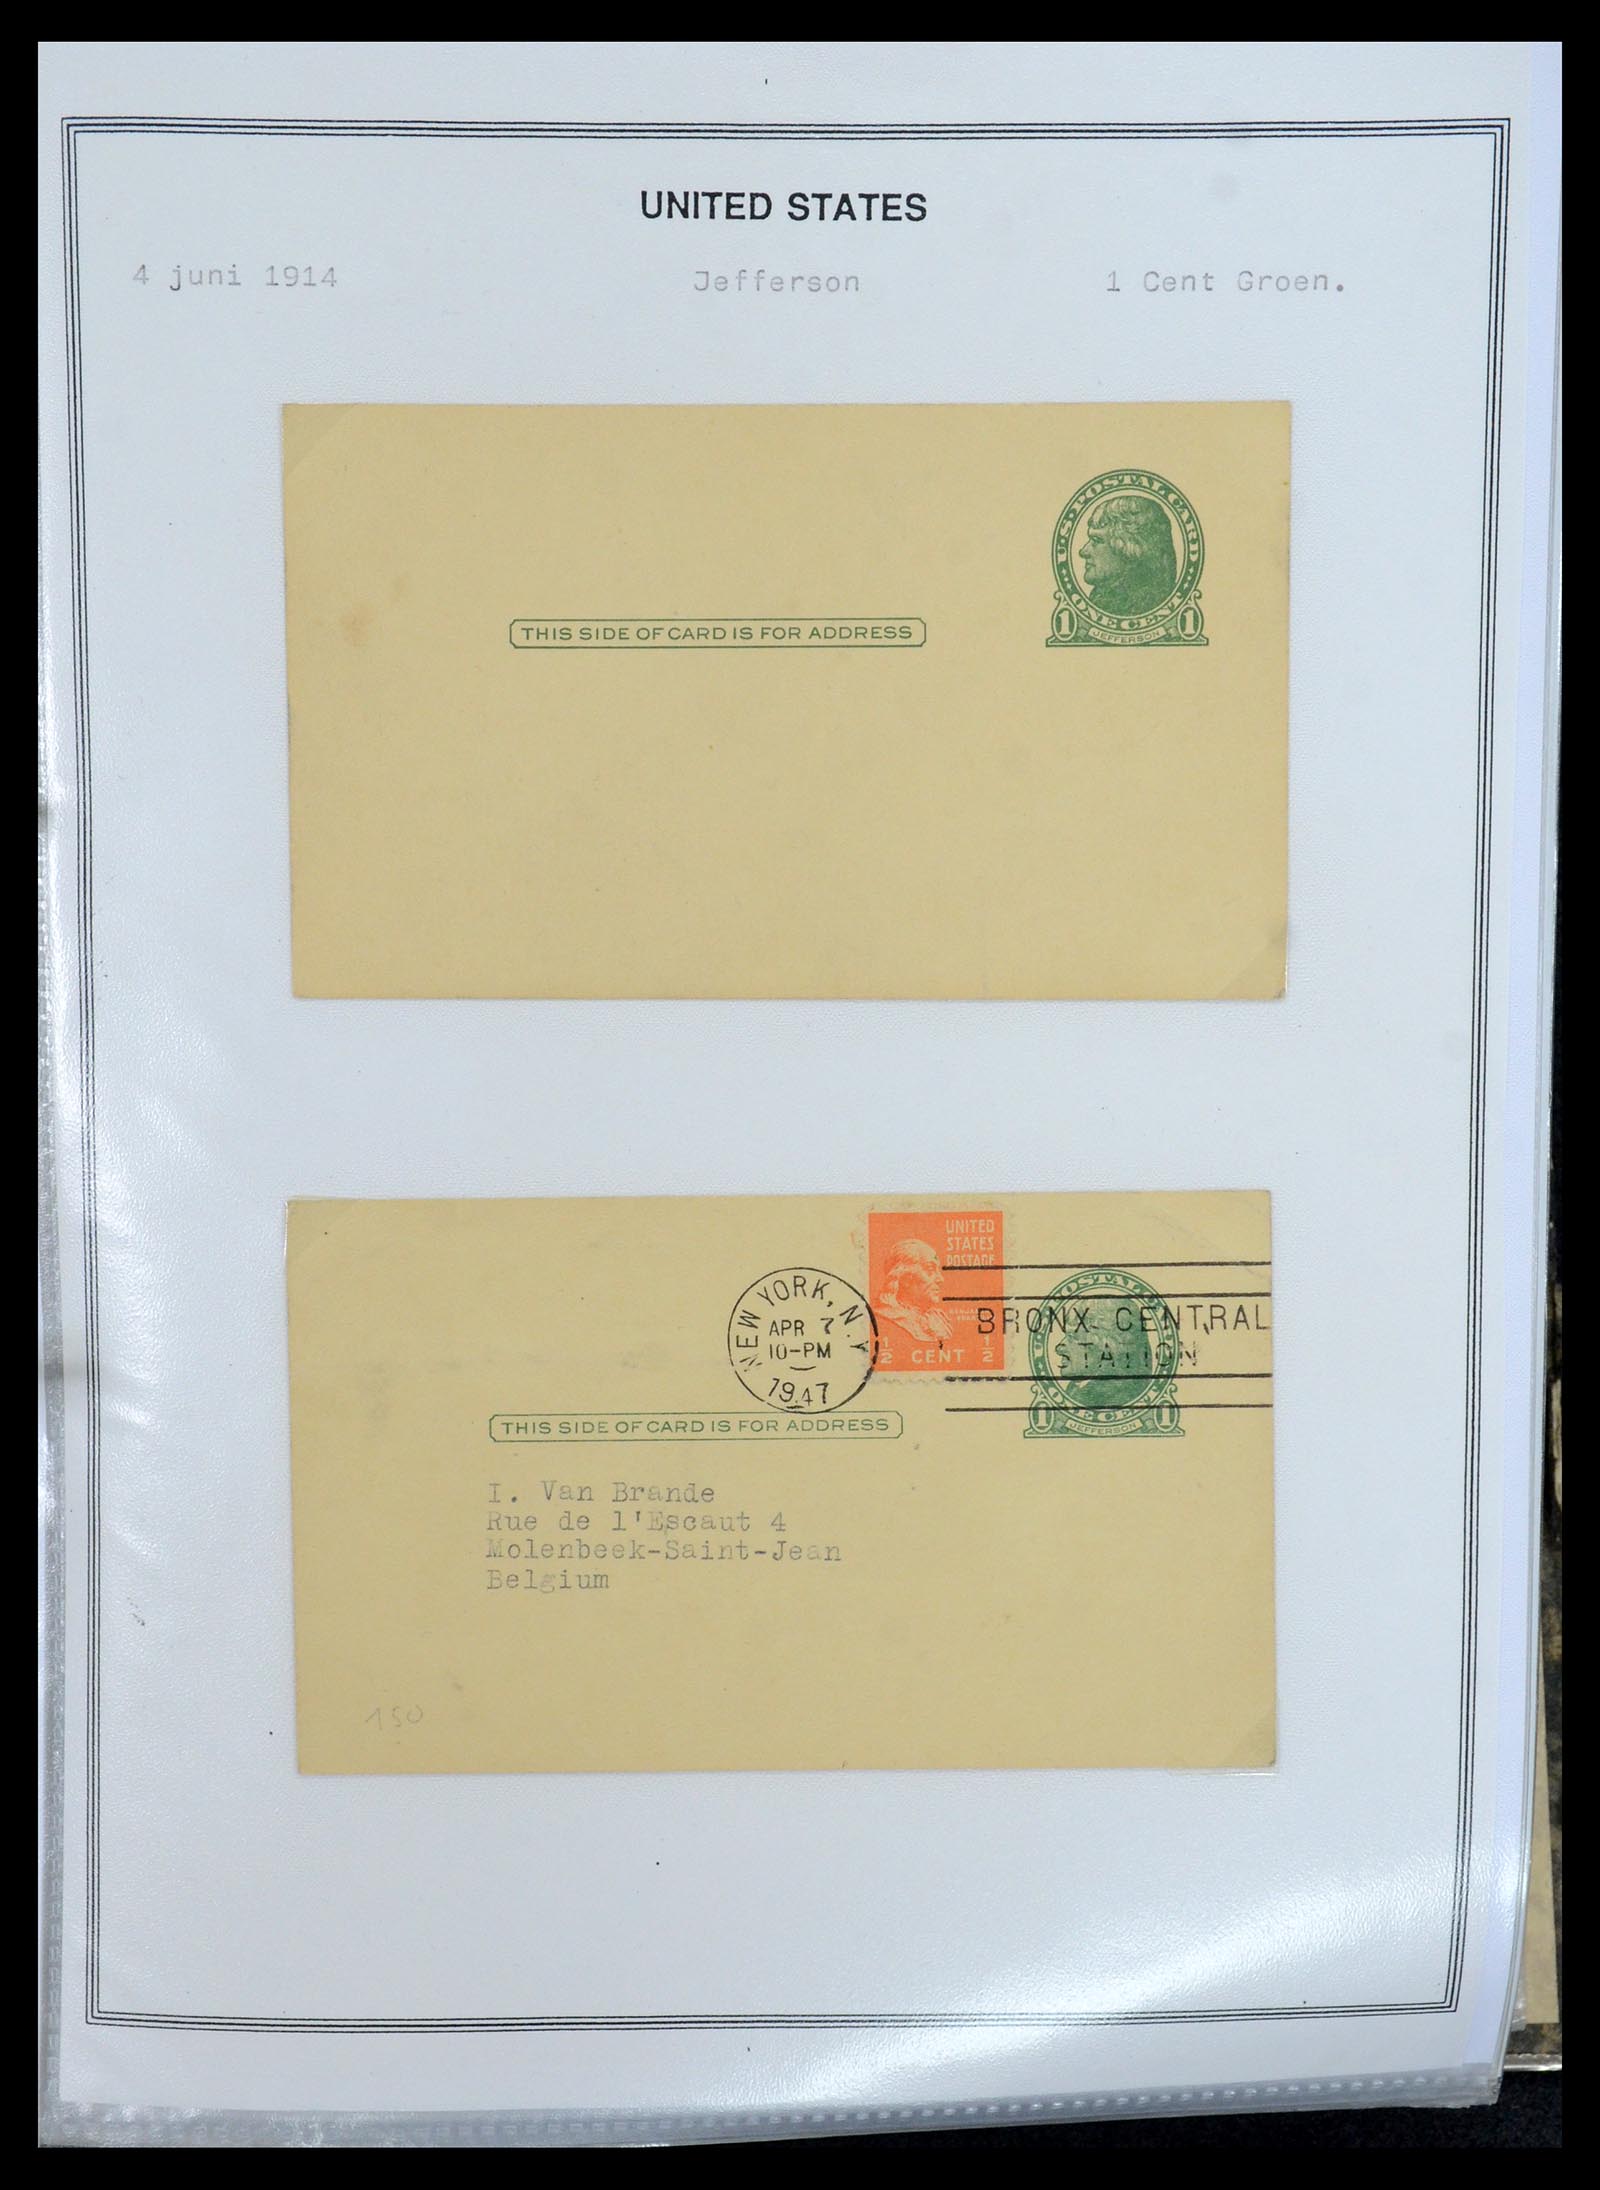 UNITED STATES
4 juni 1914 Jefferson 1 Cent Groen.
U·S·POSTAL CARD
ONE CENT
1 JEFFERSON 1
THIS SIDE OF CARD IS FOR ADDRESS
UNITED
STATES
POSTAGE
1/2 CENT 1/2
NEW YORK, N.Y.
APR 7
10-PM
1947
BRONX CENTRAL
STATION
POSTAL
ONE CENT
1 JEFFERSON 1
THIS SIDE OF CARD IS FOR ADDRESS
I. Van Brande
Rue de l'Escaut 4
Molenbeek-Saint-Jean
Belgium
150